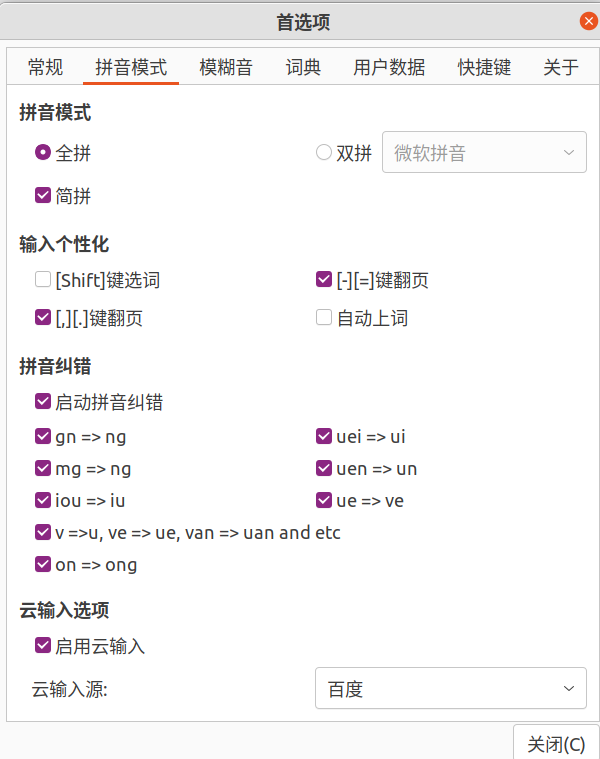 首选项
常规 拼音模式 模糊音 词典 用户数据 快捷键 关于
拼音模式
全拼 双拼 微软拼音
简拼
输入个性化
[Shift]键选词 [-][=]键翻页
[,][.]键翻页 自动上词
拼音纠错
启动拼音纠错
gn => ng uei => ui
mg => ng uen => un
iou => iu ue => ve
v =>u, ve => ue, van => uan and etc
on => ong
云输入选项
启用云输入
云输入源: 百度
关闭(C)